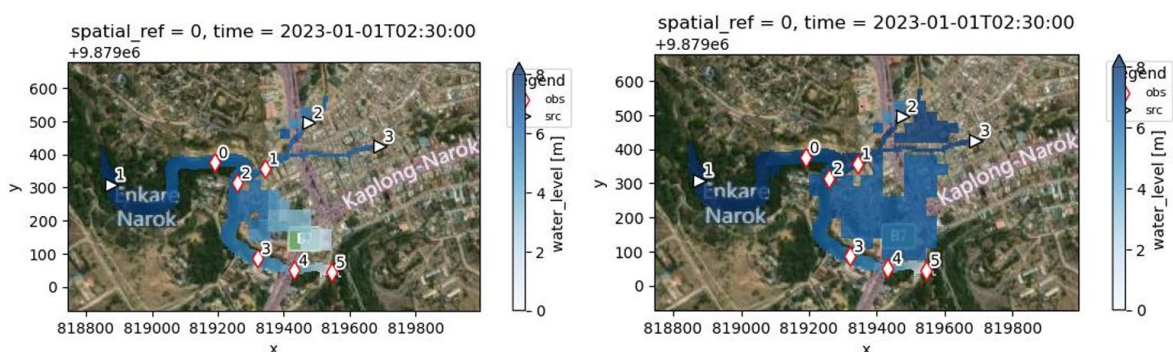 spatial_ref = 0, time = 2023-01-01T02:30:00
+9.879e6
600
500
400
300
200
100
0
y
818800 819000 819200 819400 819600 819800
x
1
Enkare
Narok
0
2
1
2
3
Kaplong-Narok
B7
3
4
5
egend
obs
src
8
6
4
2
0
water_level [m]
spatial_ref = 0, time = 2023-01-01T02:30:00
+9.879e6
600
500
400
300
200
100
0
y
818800 819000 819200 819400 819600 819800
x
1
Enkare
Narok
0
2
1
2
3
Kaplong-Narok
B7
3
4
5
egend
obs
src
8
6
4
2
0
water_level [m]